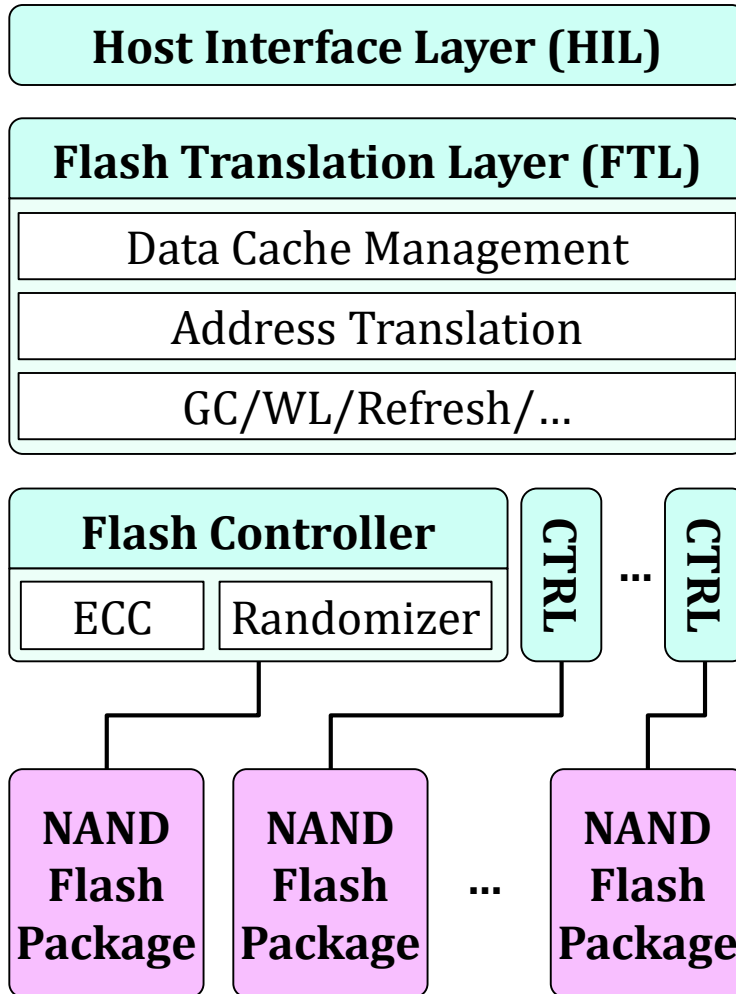 Host Interface Layer (HIL)
Flash Translation Layer (FTL)
Data Cache Management
Address Translation
GC/WL/Refresh/...
Flash Controller
ECC
Randomizer
CTRL
...
CTRL
NAND
Flash
Package
NAND
Flash
Package
...
NAND
Flash
Package